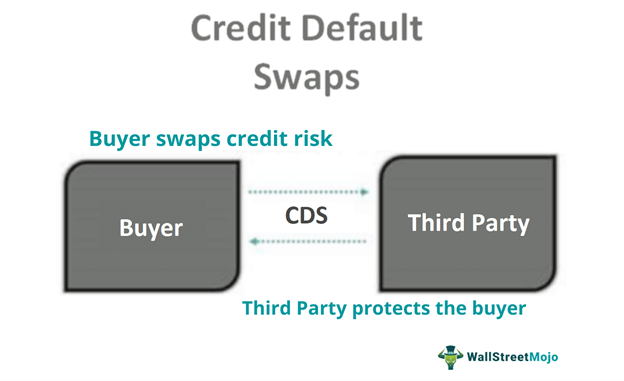 Credit Default
Swaps
Buyer swaps credit risk
Buyer
CDS
Third Party
Third Party protects the buyer
WallStreetMojo